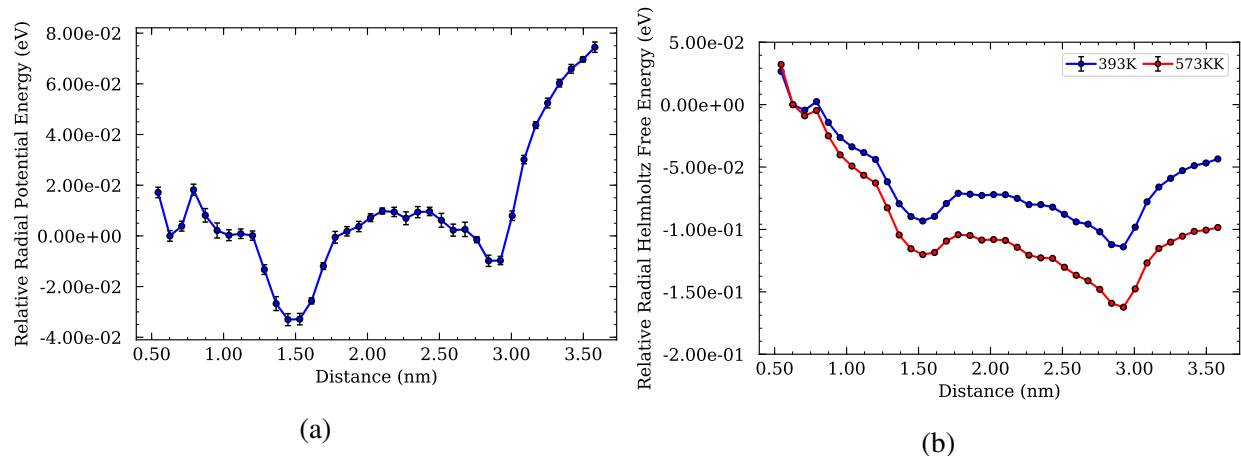 Relative Radial Potential Energy (eV)
8.00e-02
6.00e-02
4.00e-02
2.00e-02
0.00e+00
-2.00e-02
-4.00e-02
0.50 1.00 1.50 2.00 2.50 3.00 3.50
Distance (nm)
(a)
Relative Radial Helmholtz Free Energy (eV)
5.00e-02
0.00e+00
-5.00e-02
-1.00e-01
-1.50e-01
-2.00e-01
393K 573KK
0.50 1.00 1.50 2.00 2.50 3.00 3.50
Distance (nm)
(b)